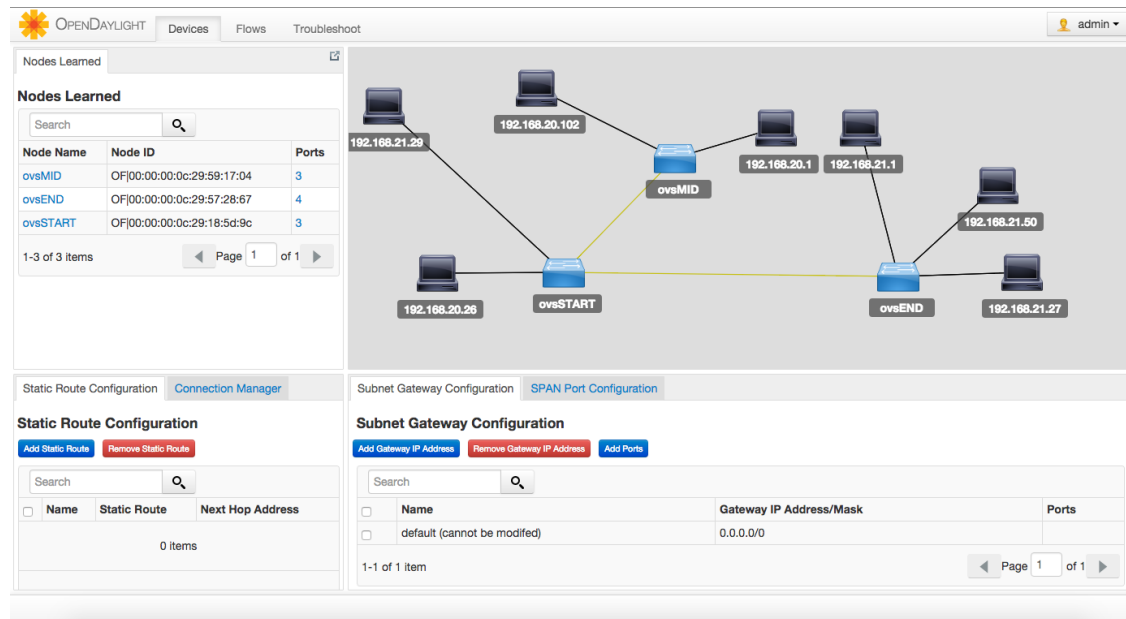 OPENDAYLIGHT Devices Flows Troubleshoot admin
Nodes Learned
Nodes Learned
Search
Node Name Node ID Ports
ovsMID OF|00:00:00:0c:29:59:17:04 3
ovsEND OF|00:00:00:0c:29:57:28:67 4
ovsSTART OF|00:00:00:0c:29:18:5d:9c 3
1-3 of 3 items Page 1 of 1
192.168.21.29
192.168.20.102
192.168.20.1
192.168.21.1
ovsMID
192.168.21.50
192.168.20.26
ovsSTART
ovsEND
192.168.21.27
Static Route Configuration Connection Manager
Static Route Configuration
Add Static Route Remove Static Route
Search
Name Static Route Next Hop Address
0 items
Subnet Gateway Configuration SPAN Port Configuration
Subnet Gateway Configuration
Add Gateway IP Address Remove Gateway IP Address Add Ports
Search
Name Gateway IP Address/Mask Ports
default (cannot be modifed) 0.0.0.0/0
1-1 of 1 item Page 1 of 1